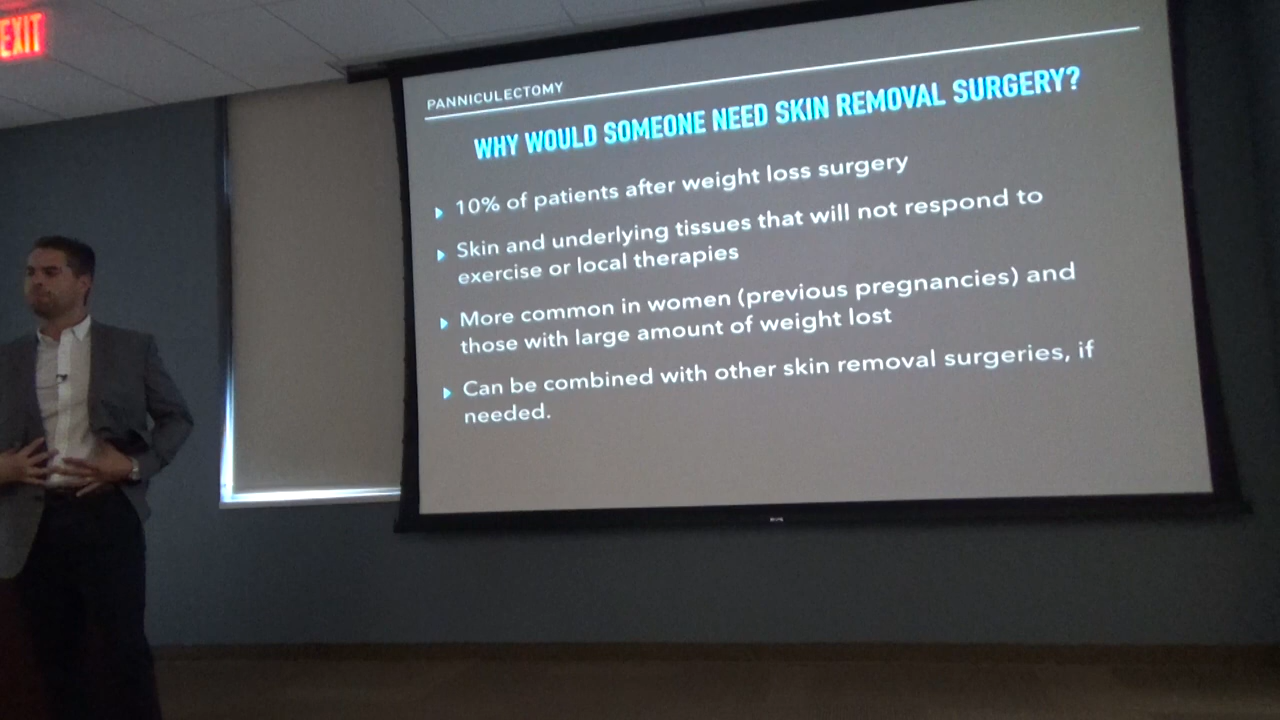 EXIT
PANNICULECTOMY
WHY WOULD SOMEONE NEED SKIN REMOVAL SURGERY?
10% of patients after weight loss surgery
Skin and underlying tissues that will not respond to
exercise or local therapies
More common in women (previous pregnancies) and
those with large amount of weight lost
Can be combined with other skin removal surgeries, if
needed.